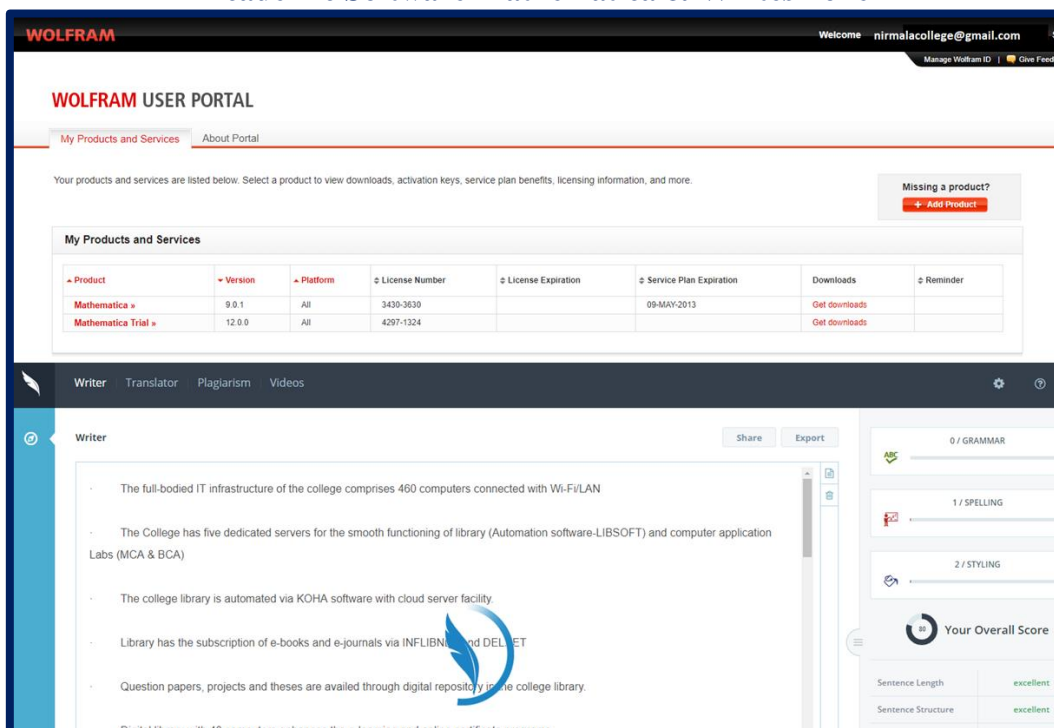 WOLFRAM
Welcome nirmalacollege@gmail.com
Manage Wolfram ID | Give Feed
WOLFRAM USER PORTAL
My Products and Services About Portal
Your products and services are listed below. Select a product to view downloads, activation keys, service plan benefits, licensing information, and more.
Missing a product?
+ Add Product
My Products and Services
Product Version Platform License Number License Expiration Service Plan Expiration Downloads Reminder
Mathematica » 9.0.1 All 3430-3630 09-MAY-2013 Get downloads
Mathematica Trial » 12.0.0 All 4297-1324 Get downloads
Writer Translator Plagiarism Videos
Writer
Share Export
0 / GRAMMAR
ABC
· The full-bodied IT infrastructure of the college comprises 460 computers connected with Wi-Fi/LAN
1 / SPELLING
· The College has five dedicated servers for the smooth functioning of library (Automation software-LIBSOFT) and computer application
Labs (MCA & BCA)
2 / STYLING
· The college library is automated via KOHA software with cloud server facility.
80 Your Overall Score
· Library has the subscription of e-books and e-journals via
· Question papers, projects and theses are availed through digital repository in the college library.
Sentence Length excellent
Sentence Structure excellent